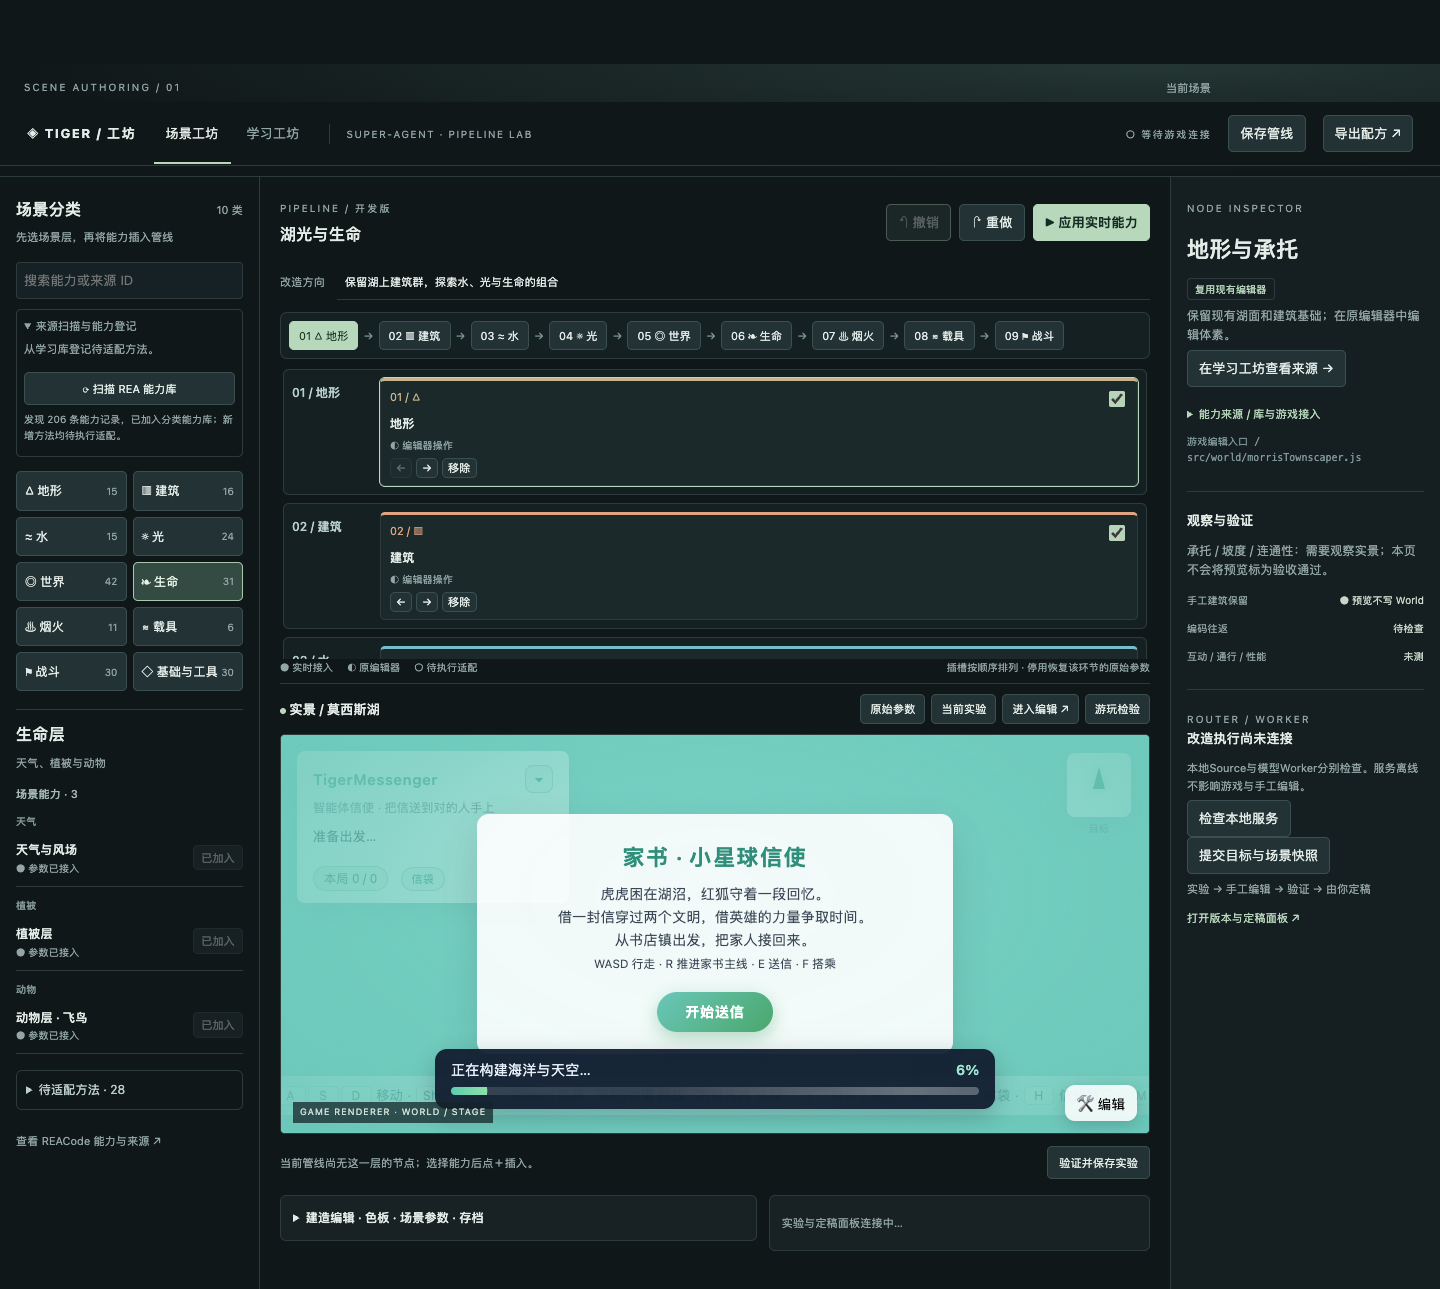 SCENE AUTHORING / 01
当前场景
◈ TIGER / 工坊
场景工坊
学习工坊
SUPER-AGENT · PIPELINE LAB
等待游戏连接
保存管线
导出配方 ↗
场景分类
10 类
先选场景层，再将能力插入管线
搜索能力或来源 ID
▼ 来源扫描与能力登记
从学习库登记待适配方法。
⟳ 扫描 REA 能力库
发现 206 条能力记录，已加入分类能力库；新
增方法均待执行适配。
地形 15
建筑 16
≈ 水 15
光 24
◎ 世界 42
生命 31
♨ 烟火 11
载具 6
⚑ 战斗 30
◇ 基础与工具 30
生命层
天气、植被与动物
场景能力 · 3
天气
天气与风场
● 参数已接入
已加入
植被
植被层
● 参数已接入
已加入
动物
动物层 · 飞鸟
● 参数已接入
已加入
▶ 待适配方法 · 28
查看 REACode 能力与来源 ↗
PIPELINE / 开发版
湖光与生命
撤销
重做
▶ 应用实时能力
改造方向
保留湖上建筑群，探索水、光与生命的组合
01 △ 地形 → 02 ▥ 建筑 → 03 ≈ 水 → 04 ☀ 光 → 05 ◎ 世界 → 06 ❧ 生命 → 07 ♨ 烟火 → 08 ≋ 载具 → 09 ⚑ 战斗
01 / 地形
01 / △
地形
◐ 编辑器操作
← → 移除
02 / 建筑
02 / ▥
建筑
◐ 编辑器操作
← → 移除
03 / 水
● 实时接入 ◐ 原编辑器 ○ 待执行适配
插槽按顺序排列 · 停用恢复该环节的原始参数
● 实景 / 莫西斯湖
原始参数
当前实验
进入编辑 ↗
游玩检验
TigerMessenger
智能体信使 · 把信送到对的人手上
准备出发...
本局 0 / 0
信袋
目标
家书 · 小星球信使
虎虎困在湖沼，红狐守着一段回忆。
借一封信穿过两个文明，借英雄的力量争取时间。
从书店镇出发，把家人接回来。
WASD 行走 · R 推进家书主线 · E 送信 · F 搭乘
开始送信
正在构建海洋与天空...
6%
A S D 移动 ·
袋 · H
GAME RENDERER · WORLD / STAGE
🛠 编辑
当前管线尚无这一层的节点；选择能力后点＋插入。
验证并保存实验
▶ 建造编辑 · 色板 · 场景参数 · 存档
实验与定稿面板连接中...
NODE INSPECTOR
地形与承托
复用现有编辑器
保留现有湖面和建筑基础；在原编辑器中编
辑体素。
在学习工坊查看来源 →
▶ 能力来源 / 库与游戏接入
游戏编辑入口 /
src/world/morrisTownscaper.js
观察与验证
承托 / 坡度 / 连通性：需要观察实景；本页
不会将预览标为验收通过。
手工建筑保留 ● 预览不写 World
编码往返 待检查
互动 / 通行 / 性能 未测
ROUTER / WORKER
改造执行尚未连接
本地Source与模型Worker分别检查。服务离线
不影响游戏与手工编辑。
检查本地服务
提交目标与场景快照
实验 → 手工编辑 → 验证 → 由你定稿
打开版本与定稿面板 ↗